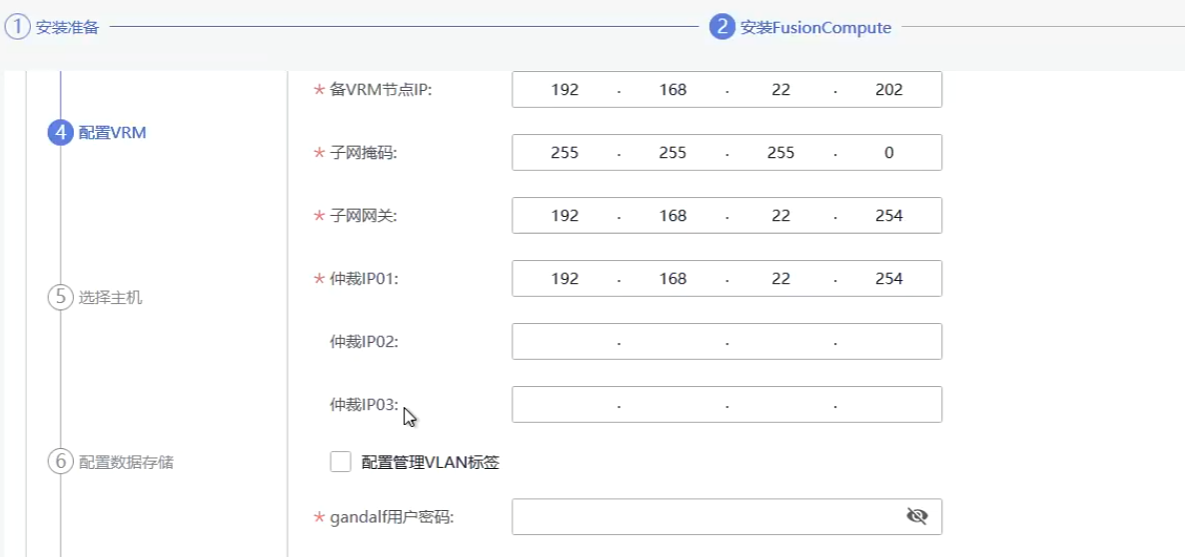 1 安装准备
2 安装FusionCompute
* 备VRM节点IP: 192 . 168 . 22 . 202
4 配置VRM
* 子网掩码: 255 . 255 . 255 . 0
* 子网网关: 192 . 168 . 22 . 254
* 仲裁IP01: 192 . 168 . 22 . 254
5 选择主机
仲裁IP02: . . .
仲裁IP03: . . .
6 配置数据存储
配置管理VLAN标签
* gandalf用户密码: